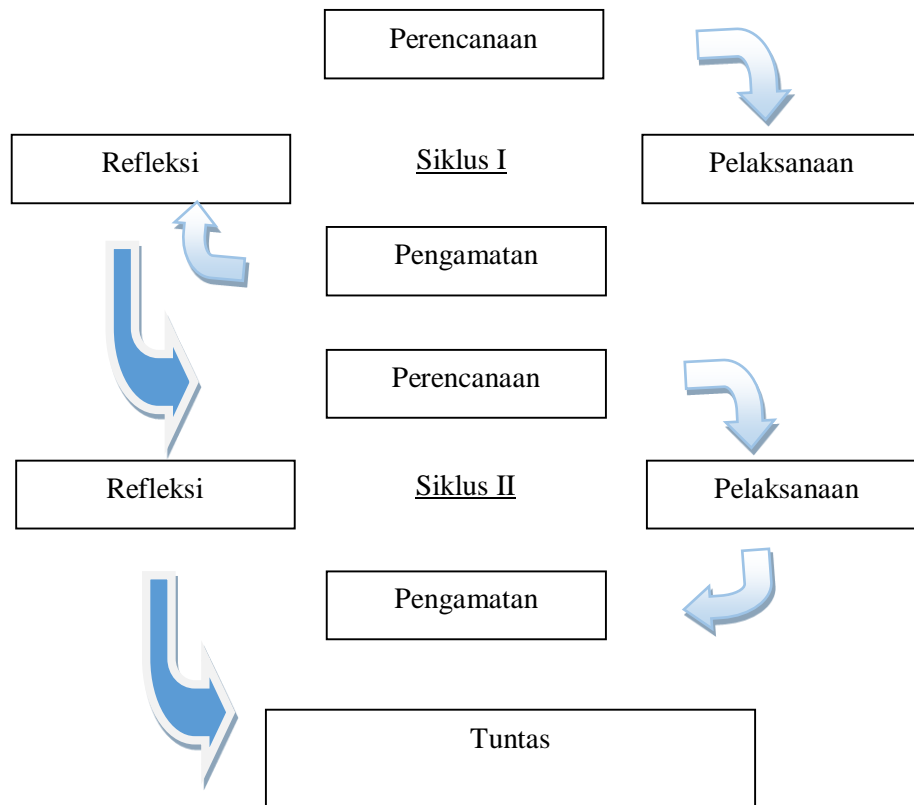 Perencanaan
Refleksi
Siklus I
Pelaksanaan
Pengamatan
Perencanaan
Refleksi
Siklus II
Pelaksanaan
Pengamatan
Tuntas